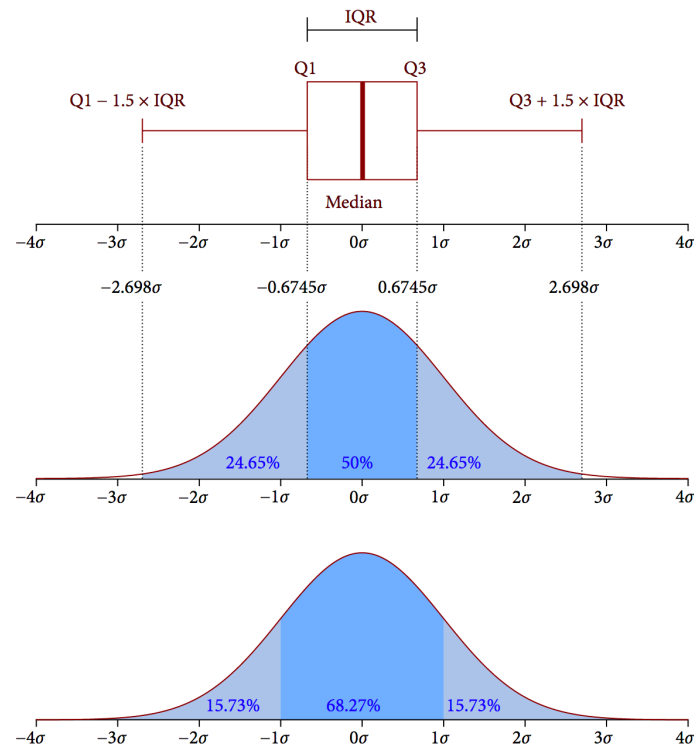 IQR
Q1 Q3
Q1 − 1.5 × IQR Q3 + 1.5 × IQR
Median
−4σ −3σ −2σ −1σ 0σ 1σ 2σ 3σ 4σ
−2.698σ −0.6745σ 0.6745σ 2.698σ
24.65% 50% 24.65%
−4σ −3σ −2σ −1σ 0σ 1σ 2σ 3σ 4σ
15.73% 68.27% 15.73%
−4σ −3σ −2σ −1σ 0σ 1σ 2σ 3σ 4σ